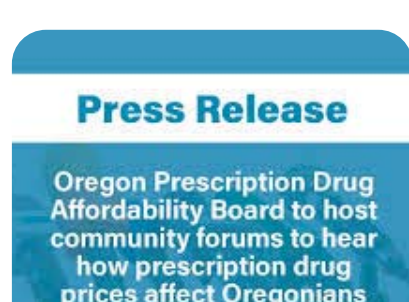 Press Release
Oregon Prescription Drug
Affordability Board to host
community forums to hear
how prescription drug
prices affect Oregonians